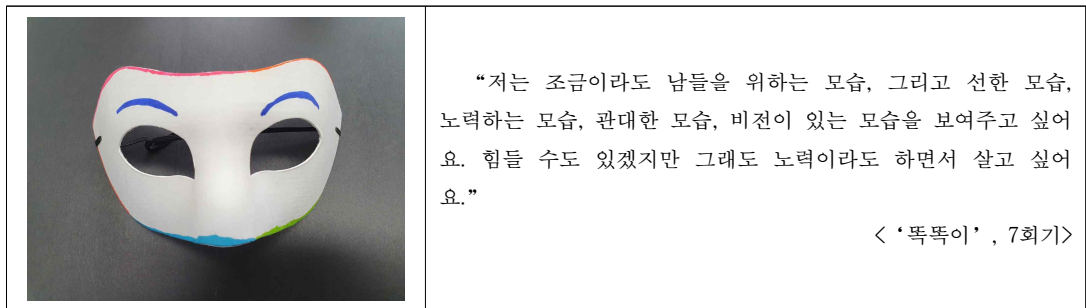 “저는 조금이라도 남들을 위하는 모습, 그리고 선한 모습,
노력하는 모습, 관대한 모습, 비전이 있는 모습을 보여주고 싶어
요. 힘들 수도 있겠지만 그래도 노력이라도 하면서 살고 싶어
요.”
<‘똑똑이’, 7회기>